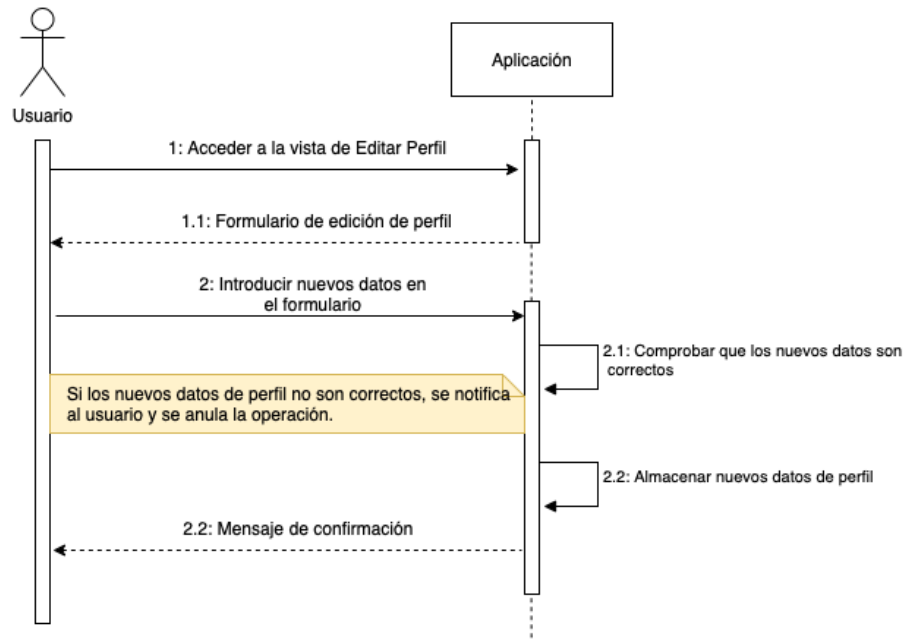 Aplicación
Usuario
1: Acceder a la vista de Editar Perfil
1.1: Formulario de edición de perfil
2: Introducir nuevos datos en
el formulario
2.1: Comprobar que los nuevos datos son
correctos
Si los nuevos datos de perfil no son correctos, se notifica
al usuario y se anula la operación.
2.2: Almacenar nuevos datos de perfil
2.2: Mensaje de confirmación